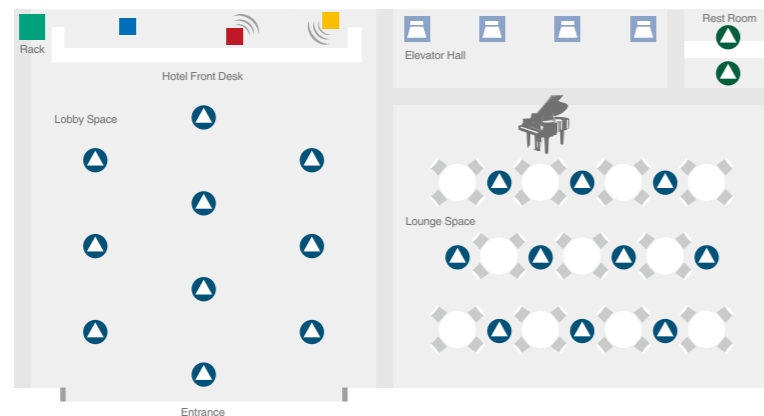 Rest Room
Rack
Elevator Hall
Hotel Front Desk
Lobby Space
Lounge Space
Entrance